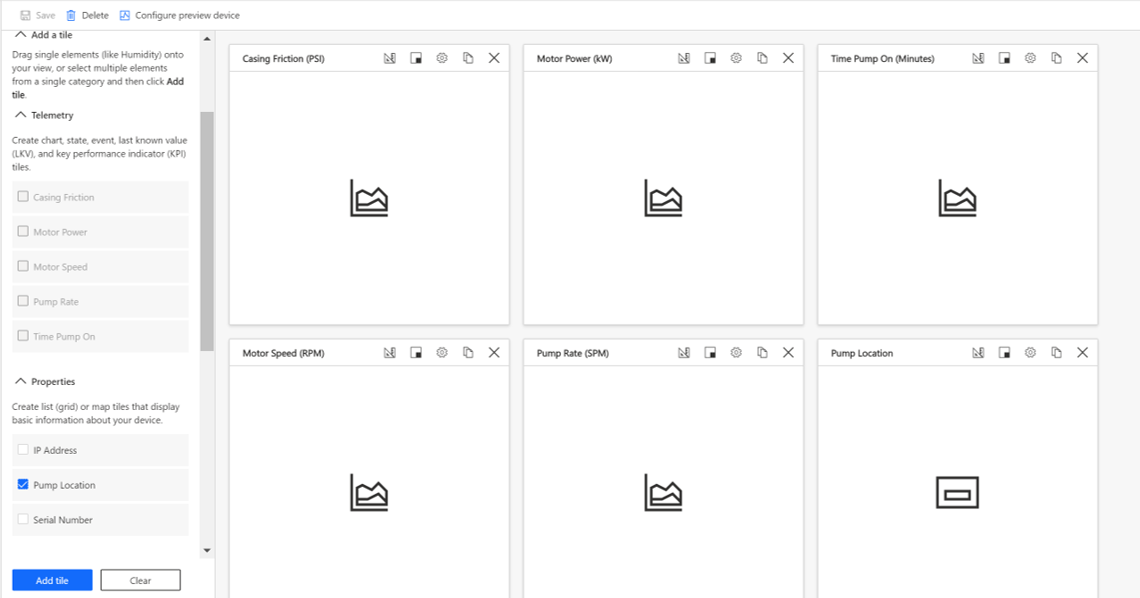 Save Delete Configure preview device
Add a tile
Drag single elements (like Humidity) onto
your view, or select multiple elements
from a single category and then click Add
tile.
Telemetry
Create chart, state, event, last known value
(LKV), and key performance indicator (KPI)
tiles.
Casing Friction
Motor Power
Motor Speed
Pump Rate
Time Pump On
Properties
Create list (grid) or map tiles that display
basic information about your device.
IP Address
Pump Location
Serial Number
Add tile Clear
Casing Friction (PSI)
Motor Power (kW)
Time Pump On (Minutes)
Motor Speed (RPM)
Pump Rate (SPM)
Pump Location